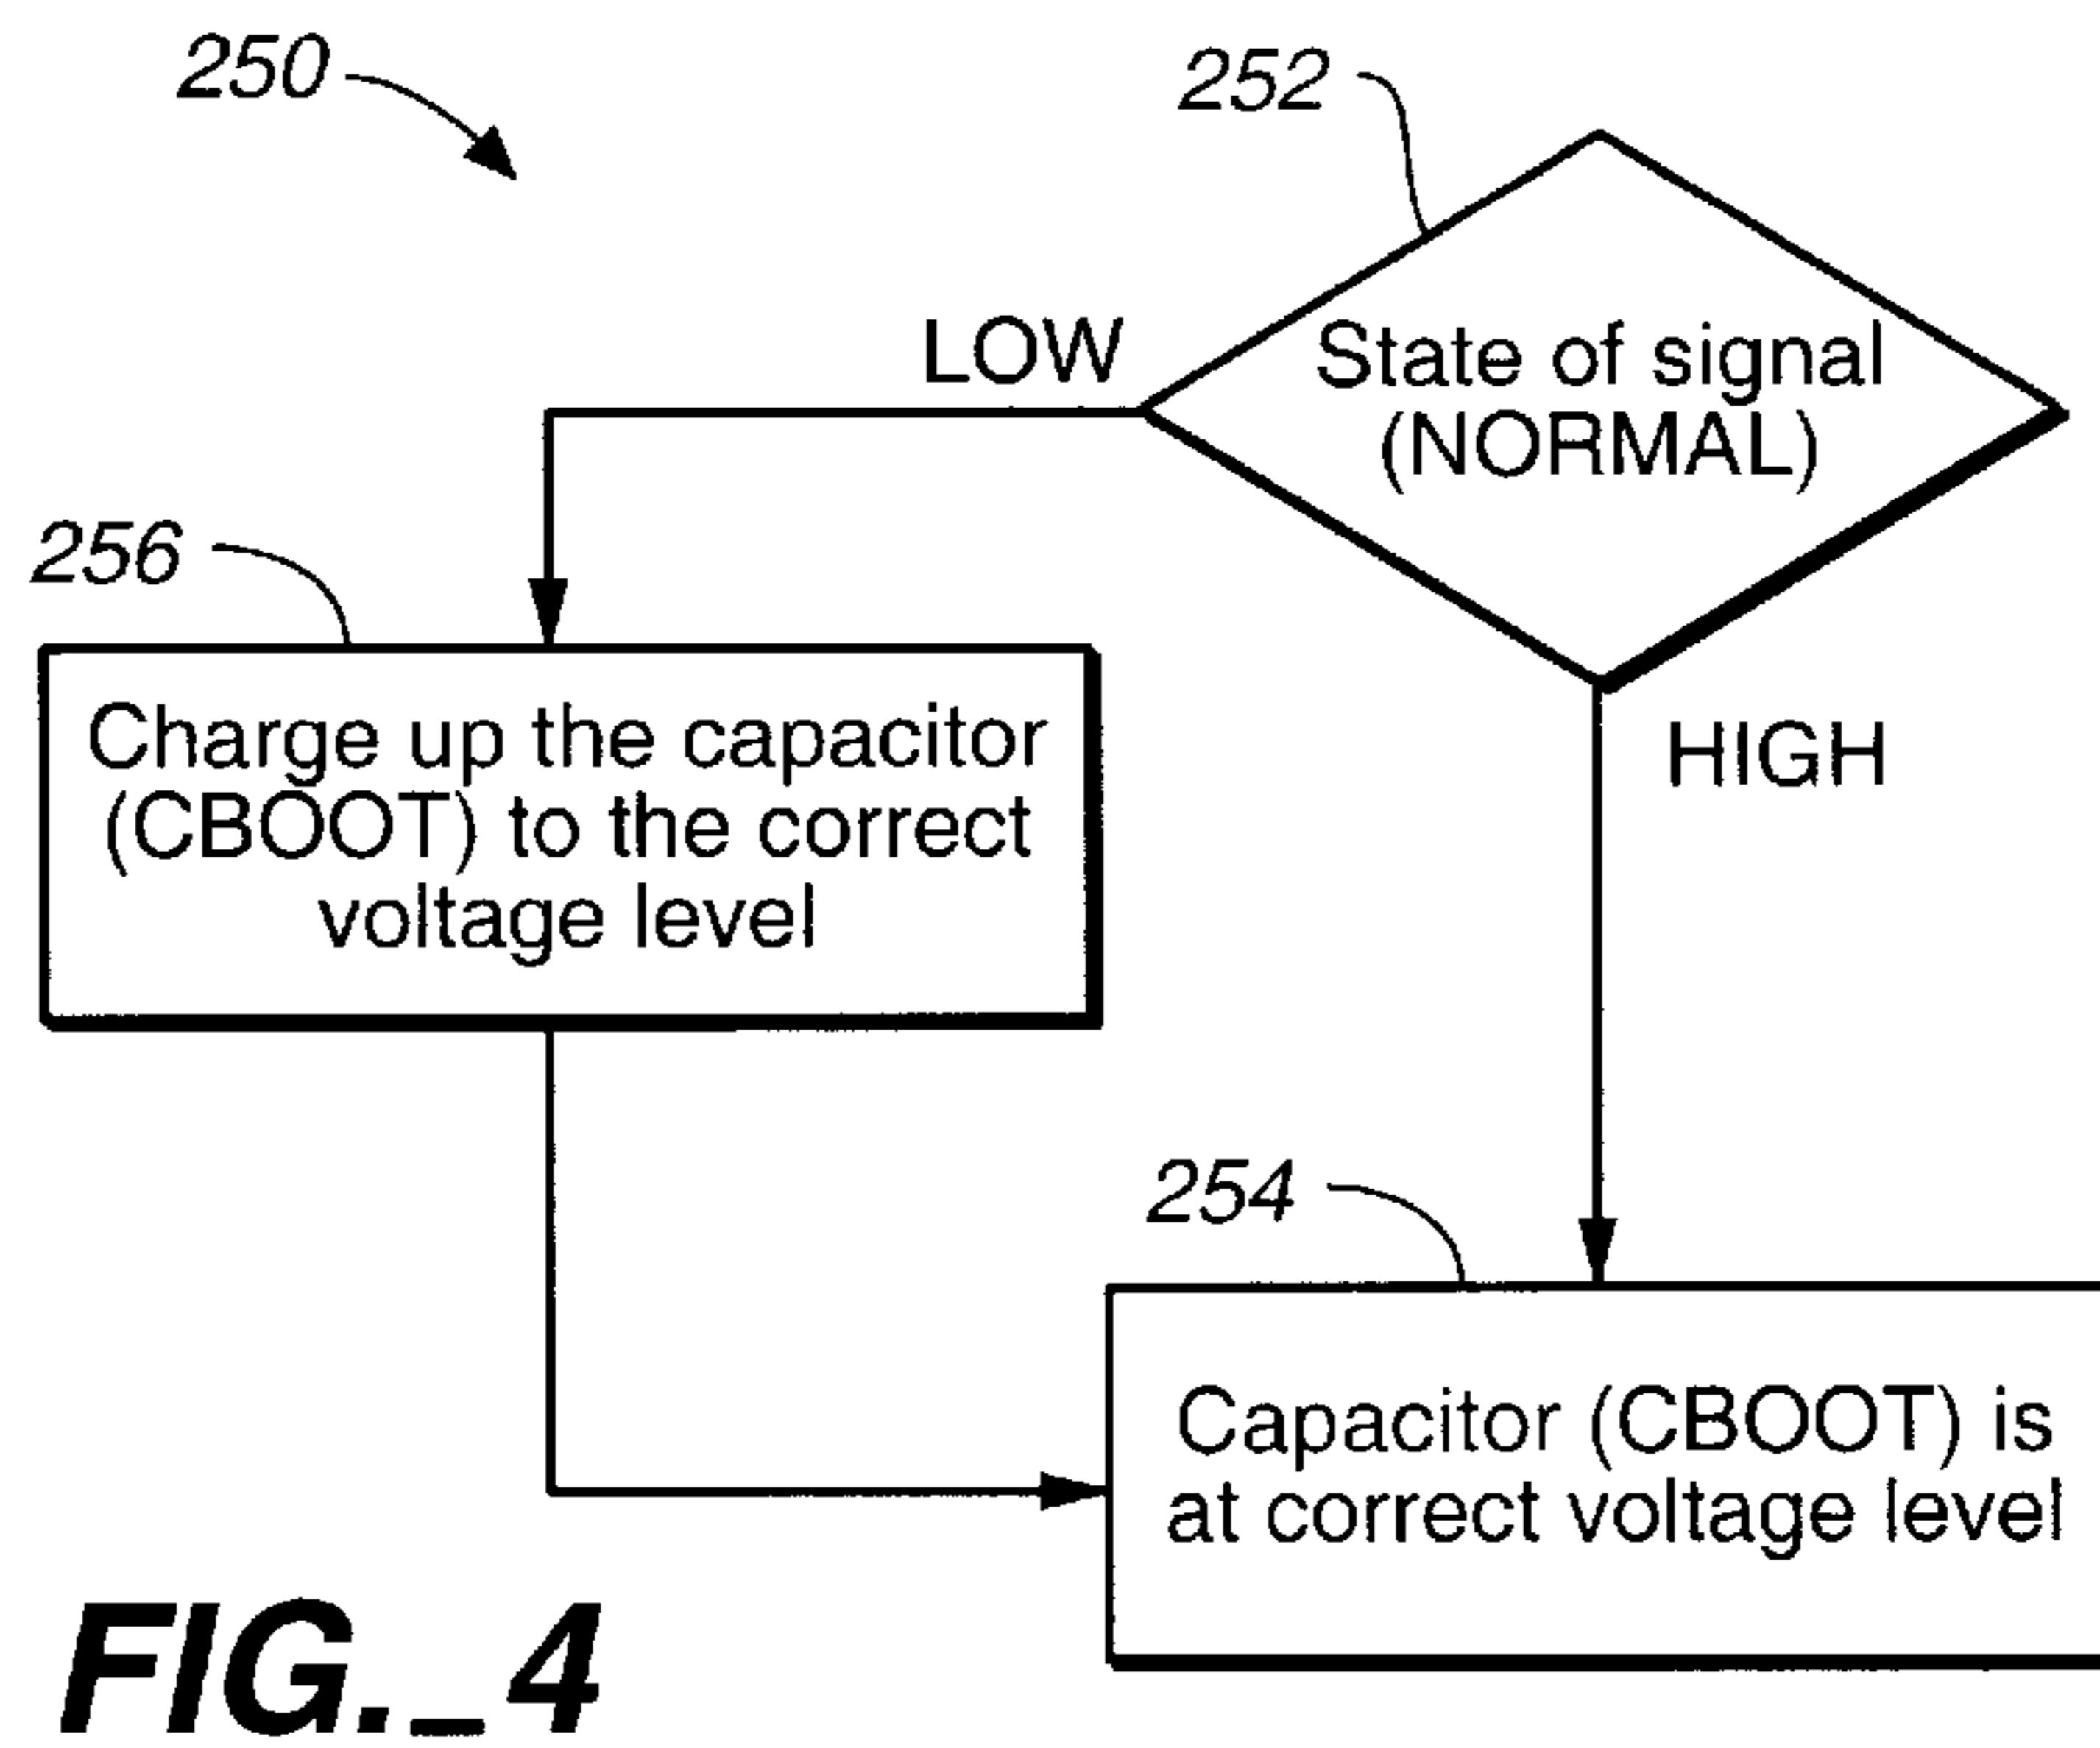 250
252
State of signal
(NORMAL)
LOW
HIGH
256
Charge up the capacitor
(CBOOT) to the correct
voltage level
254
Capacitor (CBOOT) is
at correct voltage level
FIG._4